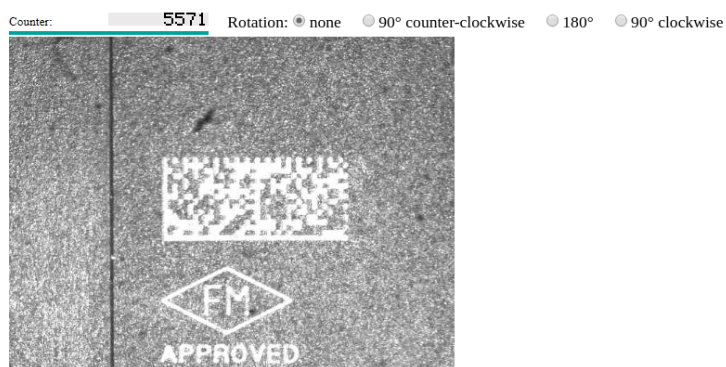 Counter: 5571 Rotation: none 90° counter-clockwise 180° 90° clockwise
FM
APPROVED